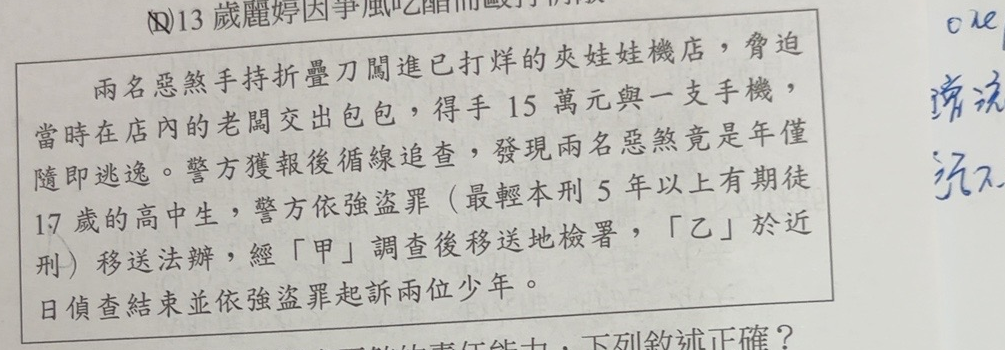 (D)13 歲麗婷因爭風吃醋而毆打
兩名惡煞手持折疊刀闖進已打烊的夾娃娃機店，脅迫
當時在店內的老闆交出包包，得手 15 萬元與一支手機，
隨即逃逸。警方獲報後循線追查，發現兩名惡煞竟是年僅
17 歲的高中生，警方依強盜罪（最輕本刑 5 年以上有期徒
刑）移送法辦，經「甲」調查後移送地檢署，「乙」於近
日偵查結束並依強盜罪起訴兩位少年。
的責任能力，下列敘述正確？